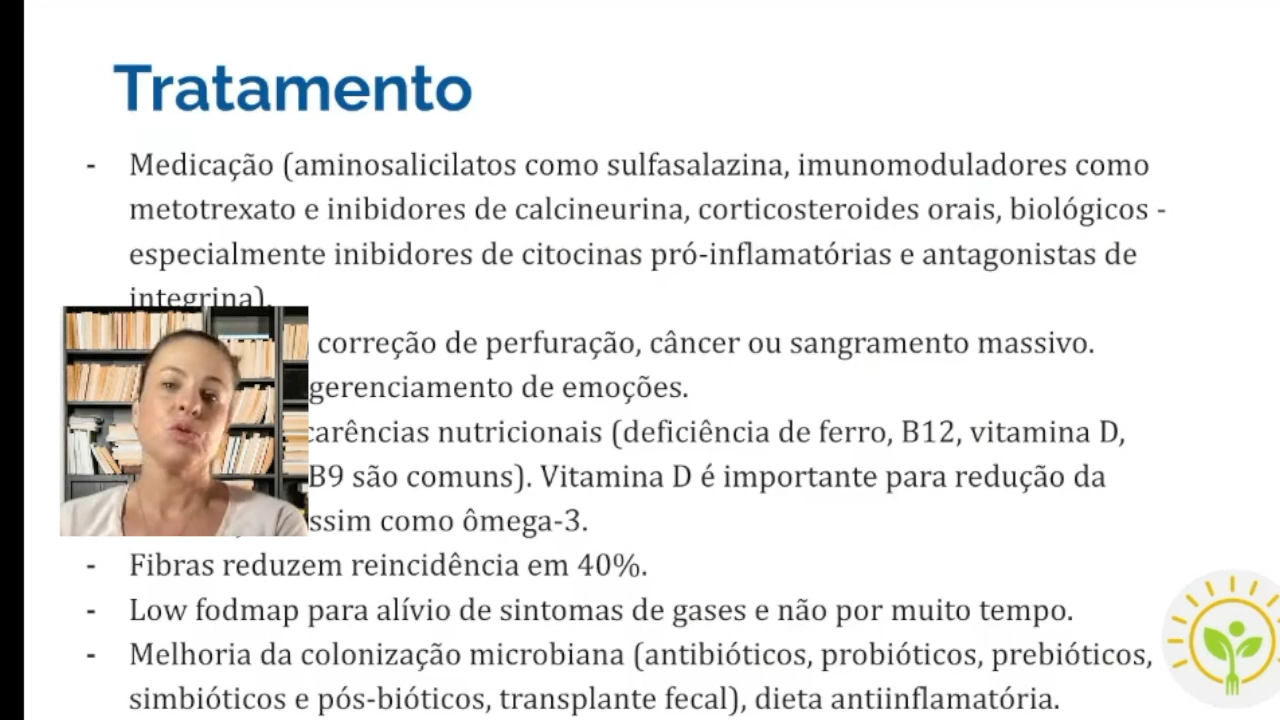 Tratamento
- Medicação (aminosalicilatos como sulfasalazina, imunomoduladores como
metotrexato e inibidores de calcineurina, corticosteroides orais, biológicos -
especialmente inibidores de citocinas pró-inflamatórias e antagonistas de
integrina).
correção de perfuração, câncer ou sangramento massivo.
gerenciamento de emoções.
carências nutricionais (deficiência de ferro, B12, vitamina D,
B9 são comuns). Vitamina D é importante para redução da
ssim como ômega-3.
- Fibras reduzem reincidência em 40%.
- Low fodmap para alívio de sintomas de gases e não por muito tempo.
- Melhoria da colonização microbiana (antibióticos, probióticos, prebióticos,
simbióticos e pós-bióticos, transplante fecal), dieta antiinflamatória.